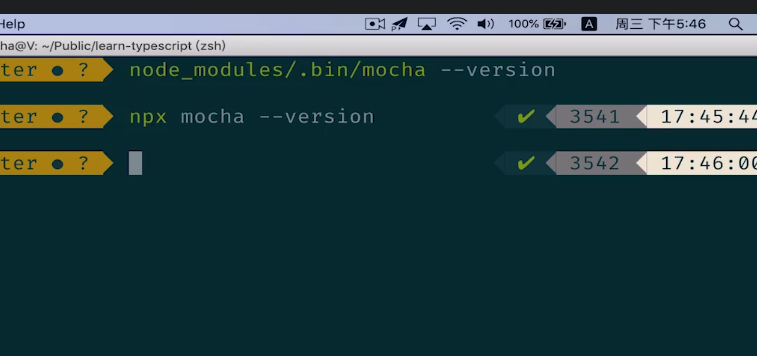 Help 100% A 周三 下午5:46
ha@V: ~/Public/learn-typescript (zsh)
ter ● ? node_modules/.bin/mocha --version
ter ● ? npx mocha --version ✔ 3541 17:45:44
ter ● ? ✔ 3542 17:46:00